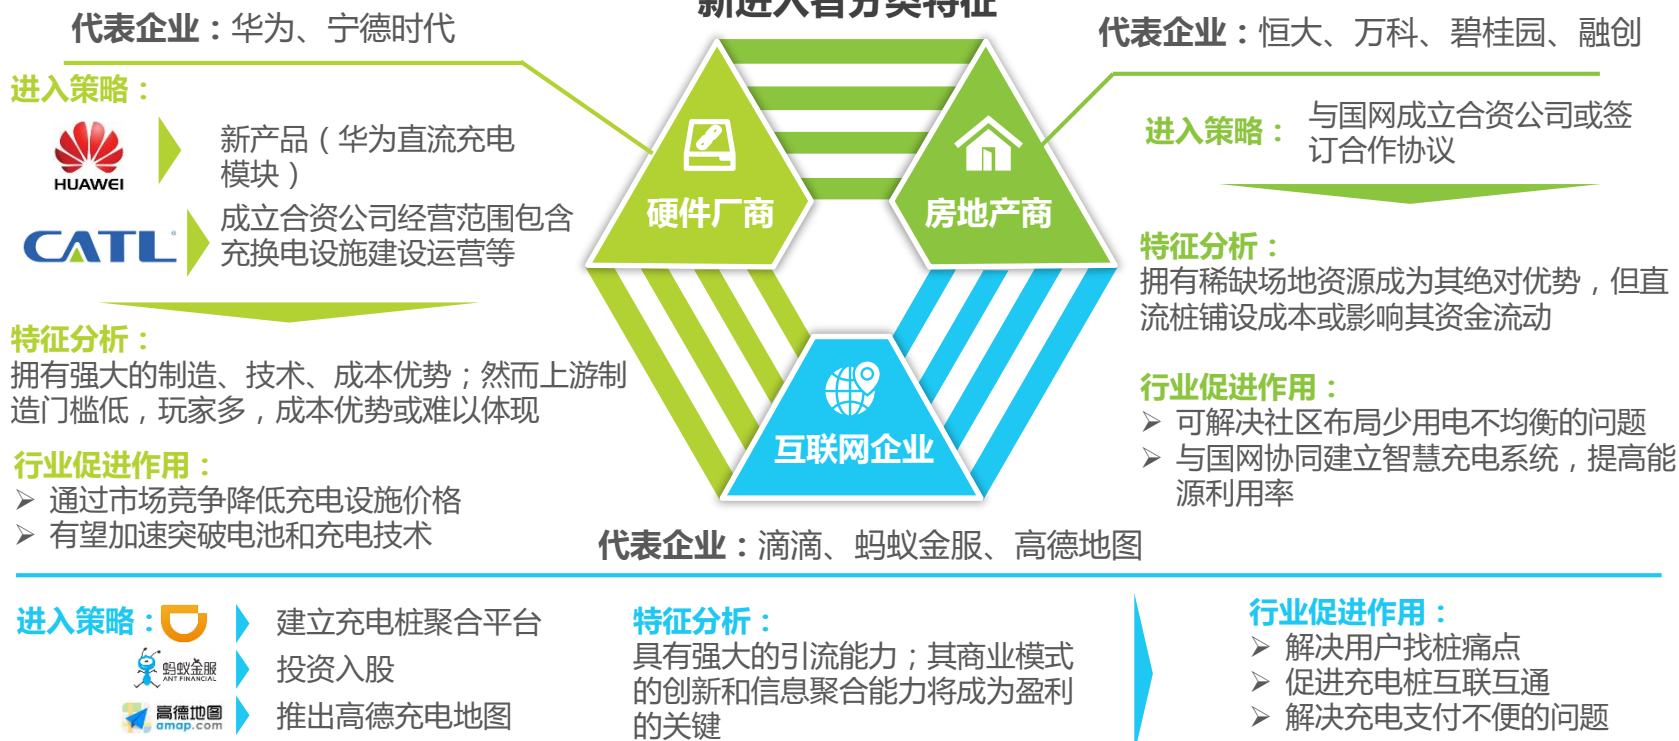 新进入者分类特征
代表企业：华为、宁德时代
进入策略：
HUAWEI
新产品（华为直流充电
模块）
CATL
成立合资公司经营范围包含
充换电设施建设运营等
特征分析：
拥有强大的制造、技术、成本优势；然而上游制
造门槛低，玩家多，成本优势或难以体现
行业促进作用：
➢ 通过市场竞争降低充电设施价格
➢ 有望加速突破电池和充电技术
硬件厂商
房地产商
互联网企业
代表企业：恒大、万科、碧桂园、融创
进入策略：
与国网成立合资公司或签
订合作协议
特征分析：
拥有稀缺场地资源成为其绝对优势，但直
流桩铺设成本或影响其资金流动
行业促进作用：
➢ 可解决社区布局少用电不均衡的问题
➢ 与国网协同建立智慧充电系统，提高能
源利用率
代表企业：滴滴、蚂蚁金服、高德地图
进入策略：
建立充电桩聚合平台
蚂蚁金服
ANT FINANCIAL
投资入股
高德地图
amap.com
推出高德充电地图
特征分析：
具有强大的引流能力；其商业模式
的创新和信息聚合能力将成为盈利
的关键
行业促进作用：
➢ 解决用户找桩痛点
➢ 促进充电桩互联互通
➢ 解决充电支付不便的问题